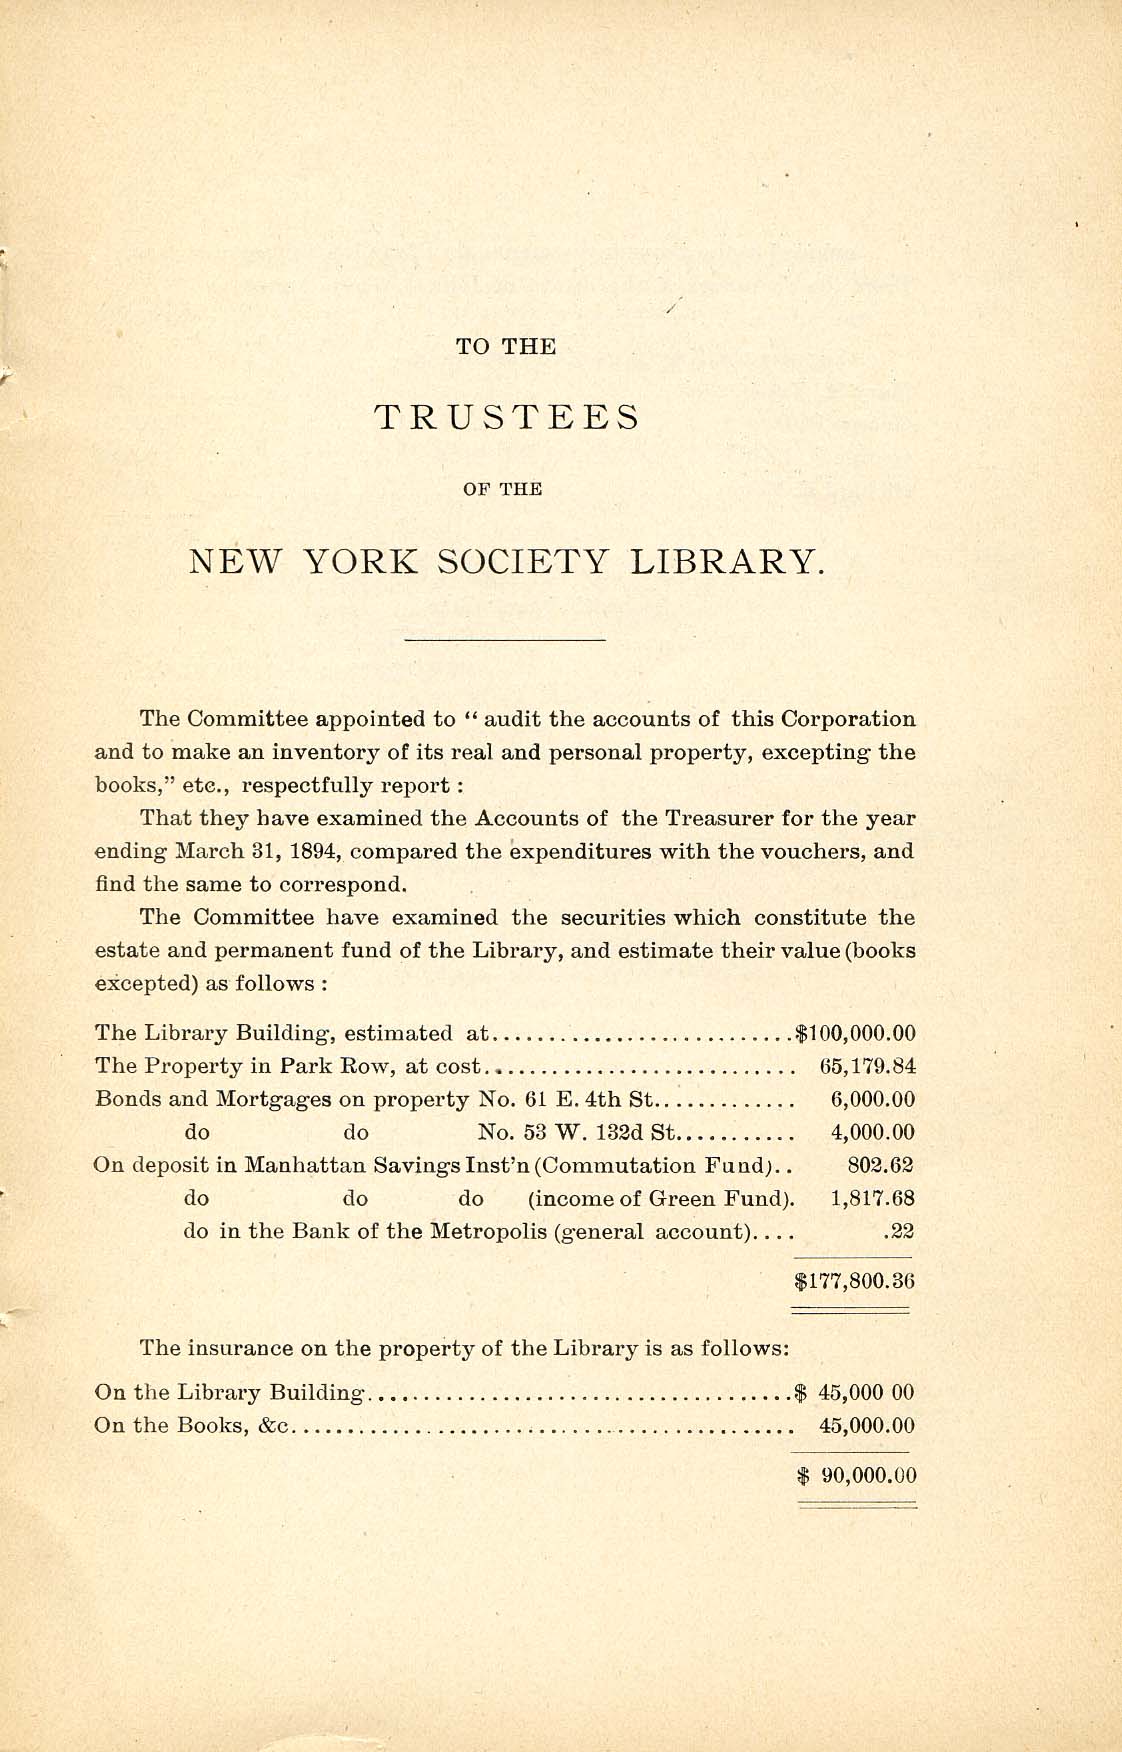 TO THE
TRUSTEES
OF THE
NEW YORK SOCIETY LIBRARY.
The Committee appointed to “ audit the accounts of this Corporation
and to make an inventory of its real and personal property, excepting the
books,” etc., respectfully report :
That they have examined the Accounts of the Treasurer for the year
ending March 31, 1894, compared the expenditures with the vouchers, and
find the same to correspond.
The Committee have examined the securities which constitute the
estate and permanent fund of the Library, and estimate their value (books
excepted) as follows :
The Library Building, estimated at...........................$100,000.00
The Property in Park Row, at cost............................ 65,179.84
Bonds and Mortgages on property No. 61 E. 4th St............. 6,000.00
do do No. 53 W. 132d St........... 4,000.00
On deposit in Manhattan Savings Inst’n (Commutation Fund).. 802.62
do do do (income of Green Fund). 1,817.68
do in the Bank of the Metropolis (general account).... .22
$177,800.36
The insurance on the property of the Library is as follows:
On the Library Building......................................$ 45,000 00
On the Books, &c............................................. 45,000.00
$ 90,000.00